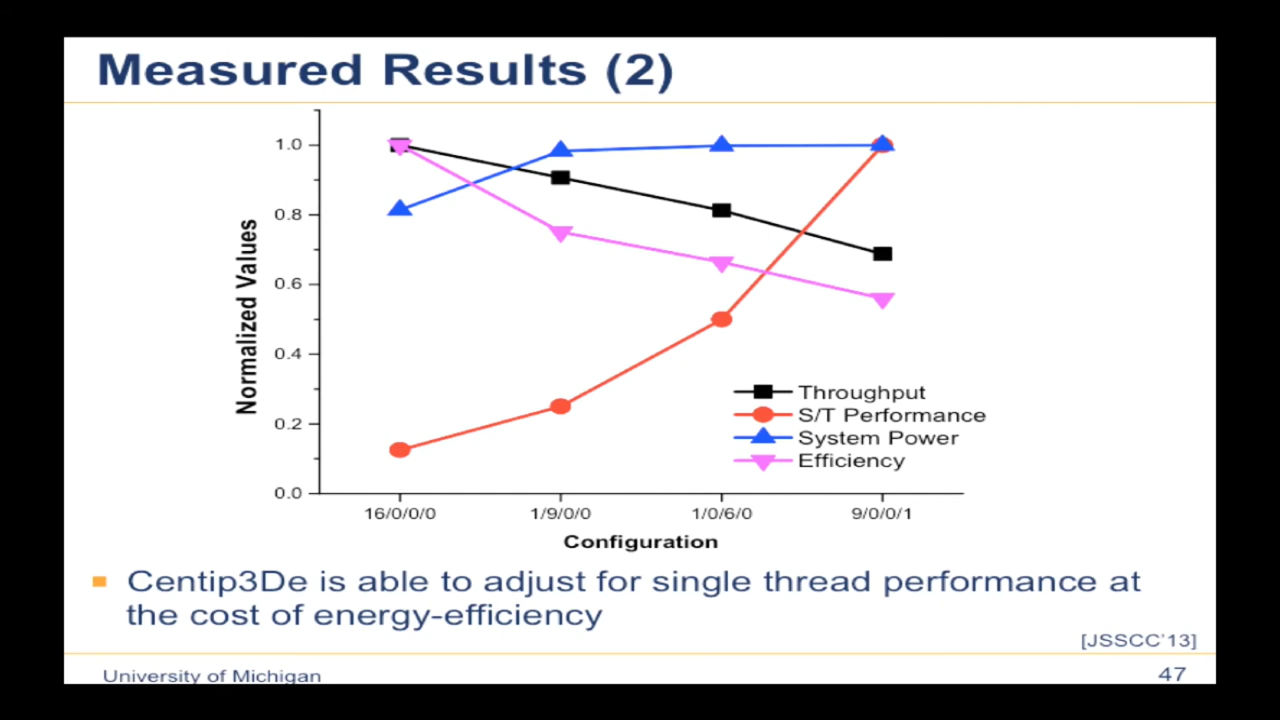 Measured Results (2)
1.0
0.8
0.6
0.4
0.2
0.0
Normalized Values
Throughput
S/T Performance
System Power
Efficiency
16/0/0/0 1/9/0/0 1/0/6/0 9/0/0/1
Configuration
Centip3De is able to adjust for single thread performance at
the cost of energy-efficiency
[JSSCC'13]
University of Michigan 47